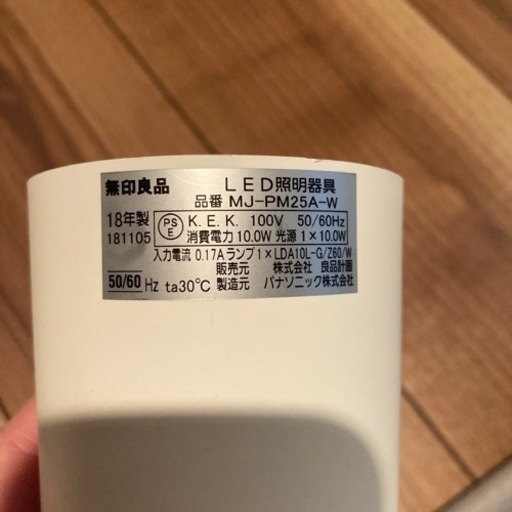 無印良品 LED照明器具
品番 MJ-PM25A-W
18年製 PSE K.E.K. 100V 50/60Hz
181105 消費電力 10.0W 光源 1×10.0W
入力電流 0.17A ランプ1×LDA10L-G/Z60/W
販売元 株式会社 良品計画
50/60 Hz ta30℃ 製造元 パナソニック株式会社